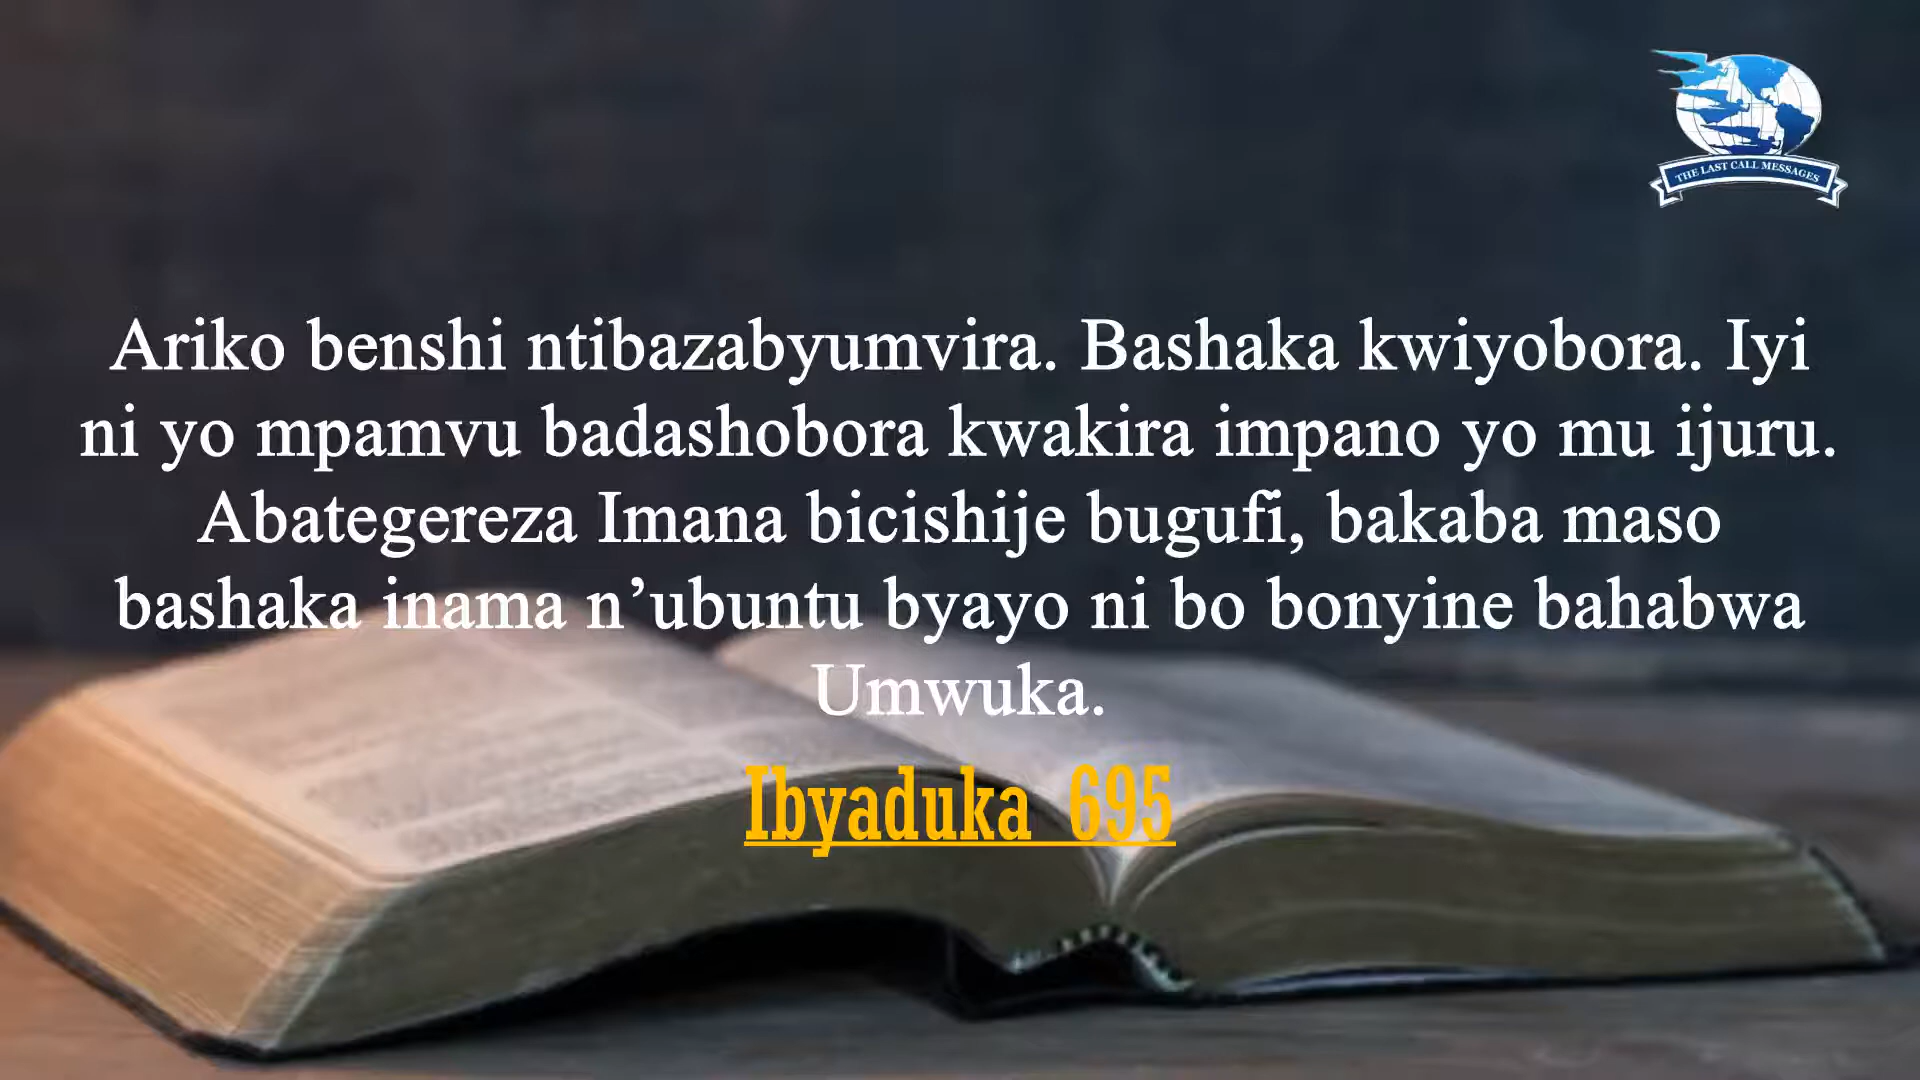 THE LAST CALL MESSAGES
Ariko benshi ntibazabyumvira. Bashaka kwiyobora. Iyi
ni yo mpamvu badashobora kwakira impano yo mu ijuru.
Abategereza Imana bicishije bugufi, bakaba maso
bashaka inama n’ubuntu byayo ni bo bonyine bahabwa
Umwuka.
Ibyaduka 695